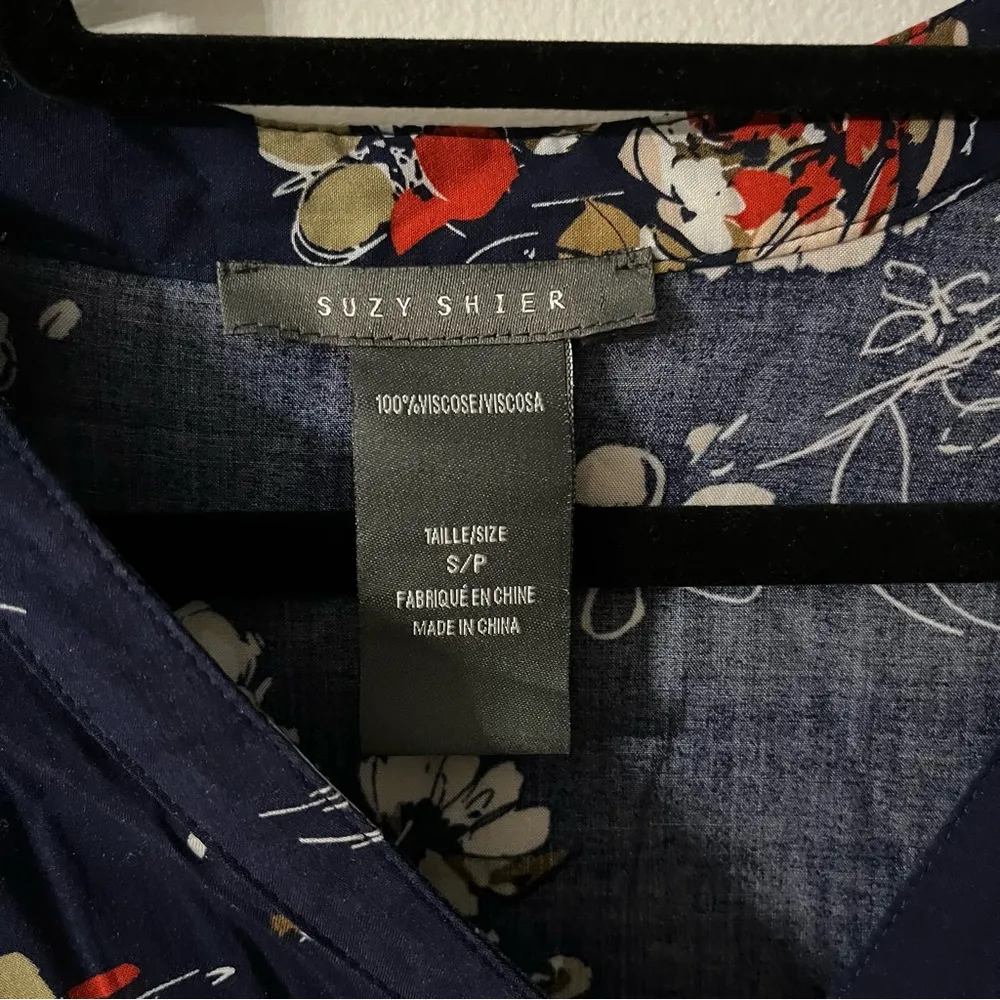 SUZY SHIER
100%VISCOSE/VISCOSA
TAILLE/SIZE
S/P
FABRIQUÉ EN CHINE
MADE IN CHINA